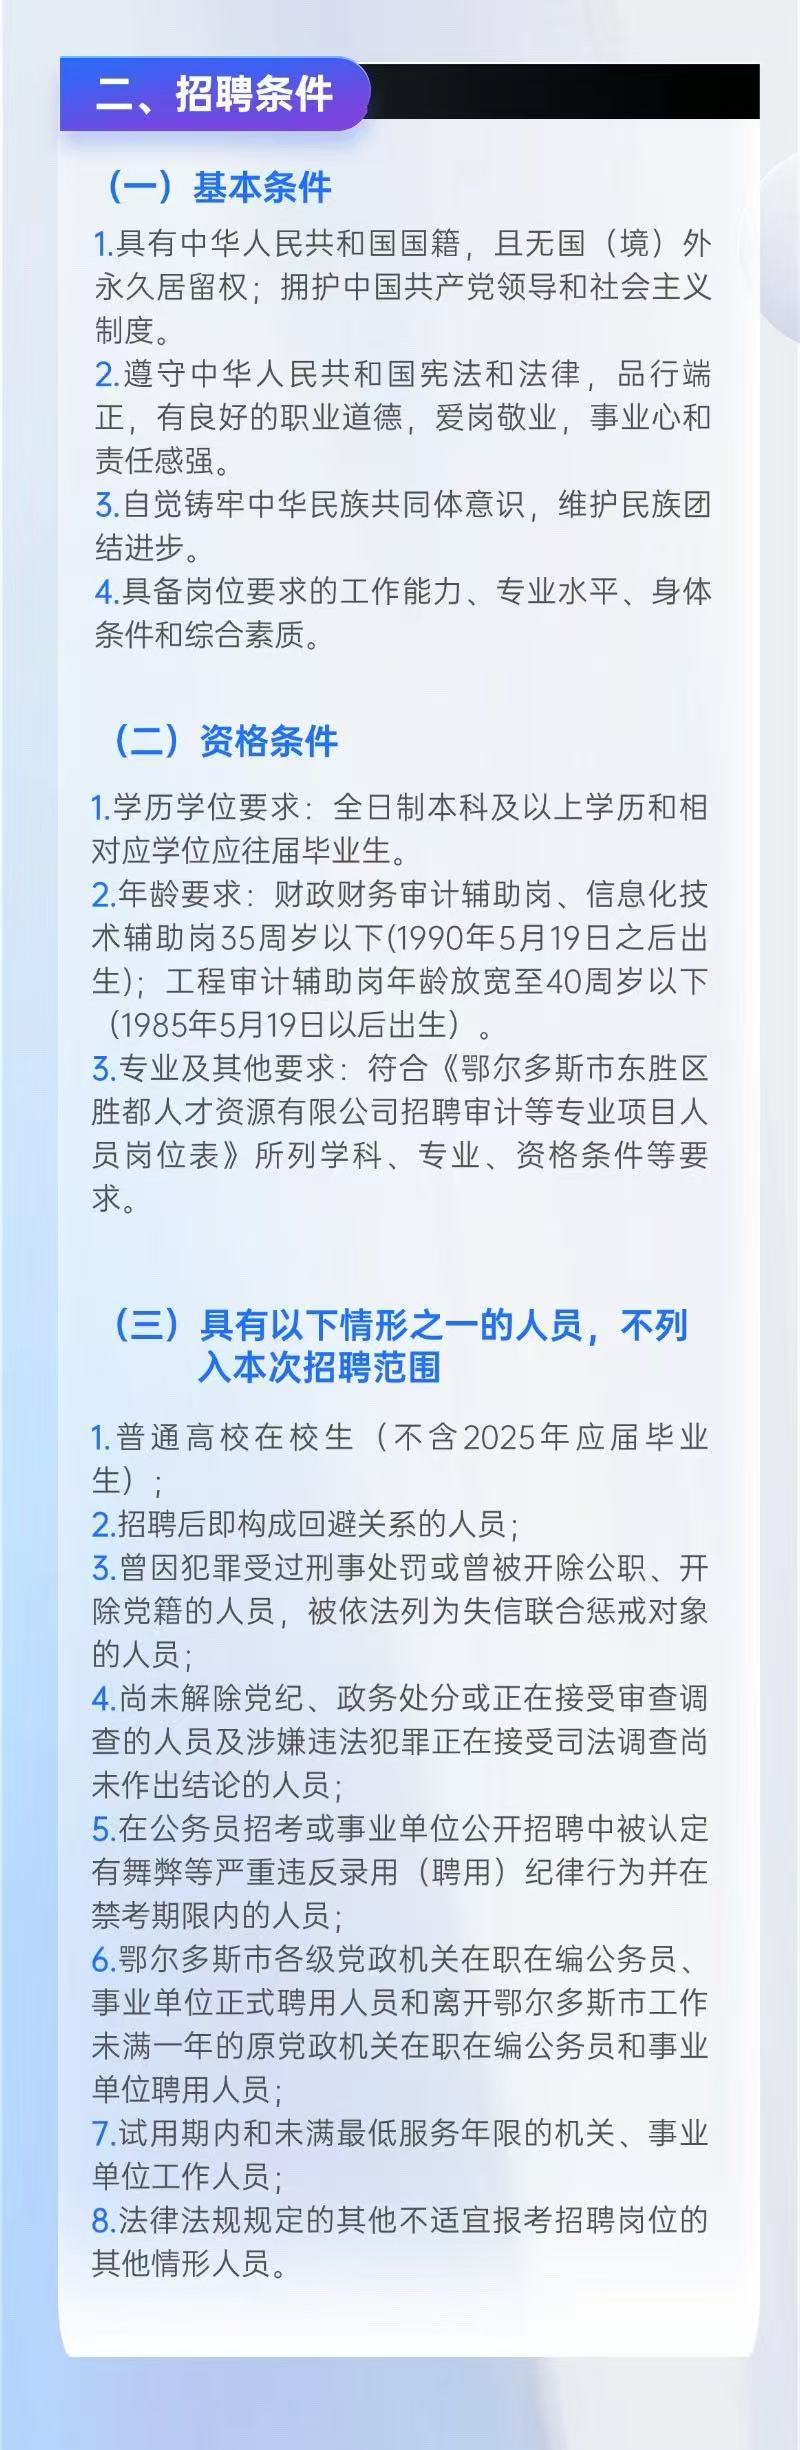 二、招聘条件
（一）基本条件
1.具有中华人民共和国国籍，且无国（境）外
永久居留权；拥护中国共产党领导和社会主义
制度。
2.遵守中华人民共和国宪法和法律，品行端
正，有良好的职业道德，爱岗敬业，事业心和
责任感强。
3.自觉铸牢中华民族共同体意识，维护民族团
结进步。
4.具备岗位要求的工作能力、专业水平、身体
条件和综合素质。
（二）资格条件
1.学历学位要求：全日制本科及以上学历和相
对应学位应往届毕业生。
2.年龄要求：财政财务审计辅助岗、信息化技
术辅助岗35周岁以下(1990年5月19日之后出
生)；工程审计辅助岗年龄放宽至40周岁以下
（1985年5月19日以后出生）。
3.专业及其他要求：符合《鄂尔多斯市东胜区
胜都人才资源有限公司招聘审计等专业项目人
员岗位表》所列学科、专业、资格条件等要
求。
（三）具有以下情形之一的人员，不列
入本次招聘范围
1.普通高校在校生（不含2025年应届毕业
生）；
2.招聘后即构成回避关系的人员；
3.曾因犯罪受过刑事处罚或曾被开除公职、开
除党籍的人员，被依法列为失信联合惩戒对象
的人员；
4.尚未解除党纪、政务处分或正在接受审查调
查的人员及涉嫌违法犯罪正在接受司法调查尚
未作出结论的人员；
5.在公务员招考或事业单位公开招聘中被认定
有舞弊等严重违反录用（聘用）纪律行为并在
禁考期限内的人员；
6.鄂尔多斯市各级党政机关在职在编公务员、
事业单位正式聘用人员和离开鄂尔多斯市工作
未满一年的原党政机关在职在编公务员和事业
单位聘用人员；
7.试用期内和未满最低服务年限的机关、事业
单位工作人员；
8.法律法规规定的其他不适宜报考招聘岗位的
其他情形人员。